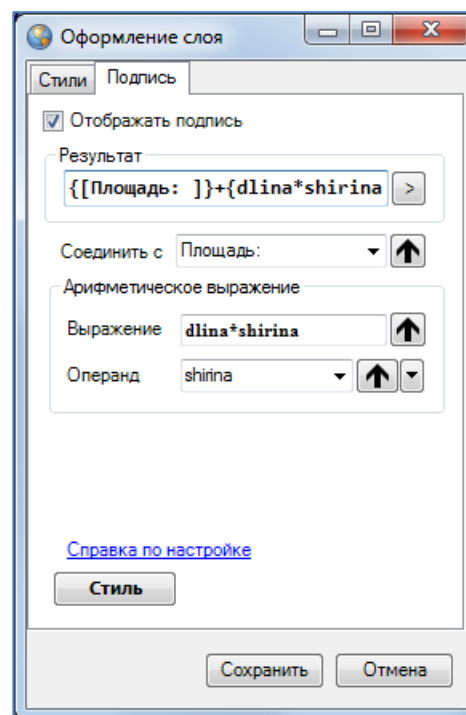 Оформление слоя
Стили Подпись
Отображать подпись
Результат
{[Площадь: ]}+{dlina*shirina
>
Соединить с Площадь:
Арифметическое выражение
Выражение dlina*shirina
Операнд shirina
Справка по настройке
Стиль
Сохранить Отмена